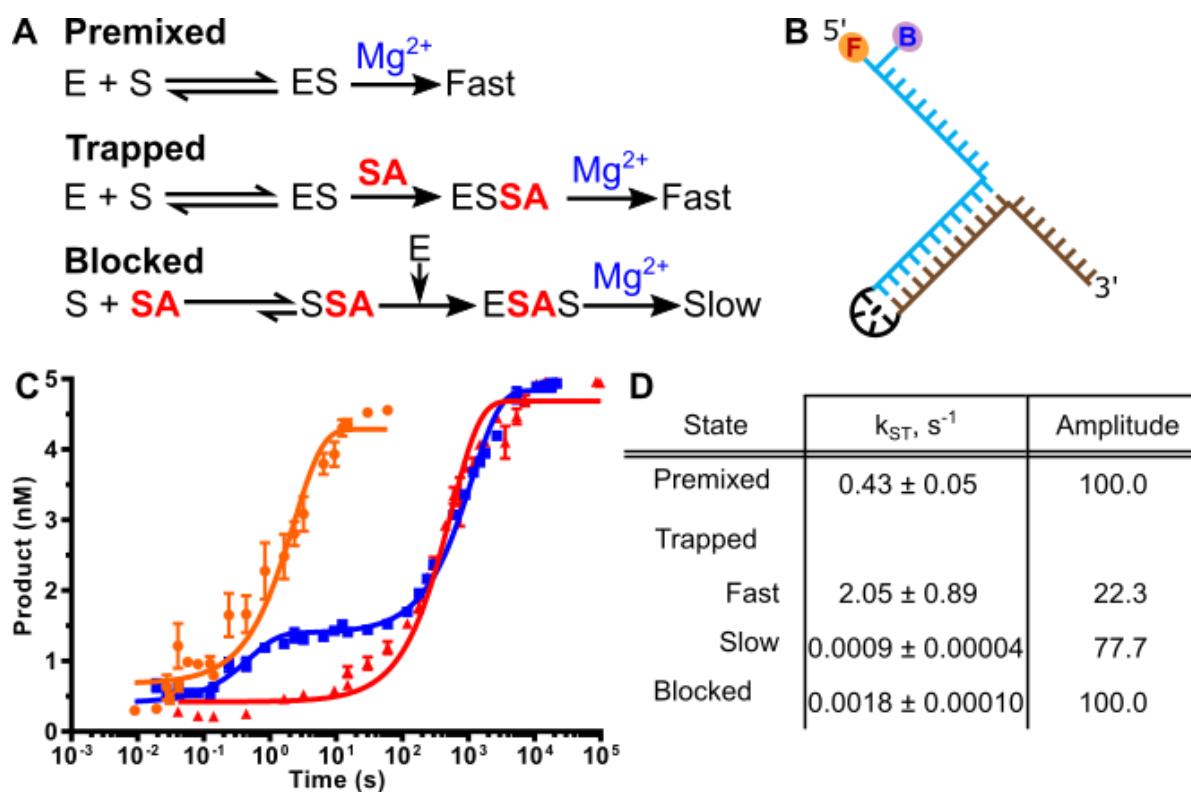 A
Premixed
E + S ES Mg2+ Fast
Trapped
E + S ES SA ESSA Mg2+ Fast
Blocked
E
S + SA SSA ESAS Mg2+ Slow
B
5' F B
3'
C
Product (nM)
5
4
3
2
1
0
10-3 10-2 10-1 100 101 102 103 104 105
Time (s)
D
State kST, s-1 Amplitude
Premixed 0.43 ± 0.05 100.0
Trapped
Fast 2.05 ± 0.89 22.3
Slow 0.0009 ± 0.00004 77.7
Blocked 0.0018 ± 0.00010 100.0